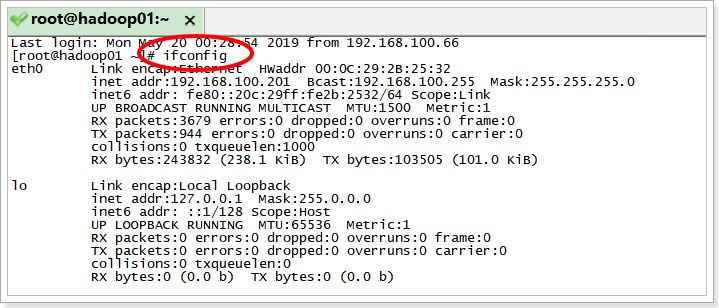 root@hadoop01:~ ×
Last login: Mon May 20 00:28:54 2019 from 192.168.100.66
[root@hadoop01 ~]# ifconfig
eth0 Link encap:Ethernet HWaddr 00:0C:29:2B:25:32
inet addr:192.168.100.201 Bcast:192.168.100.255 Mask:255.255.255.0
inet6 addr: fe80::20c:29ff:fe2b:2532/64 Scope:Link
UP BROADCAST RUNNING MULTICAST MTU:1500 Metric:1
RX packets:3679 errors:0 dropped:0 overruns:0 frame:0
TX packets:944 errors:0 dropped:0 overruns:0 carrier:0
collisions:0 txqueuelen:1000
RX bytes:243832 (238.1 KiB) TX bytes:103505 (101.0 KiB)
lo Link encap:Local Loopback
inet addr:127.0.0.1 Mask:255.0.0.0
inet6 addr: ::1/128 Scope:Host
UP LOOPBACK RUNNING MTU:65536 Metric:1
RX packets:0 errors:0 dropped:0 overruns:0 frame:0
TX packets:0 errors:0 dropped:0 overruns:0 carrier:0
collisions:0 txqueuelen:0
RX bytes:0 (0.0 b) TX bytes:0 (0.0 b)